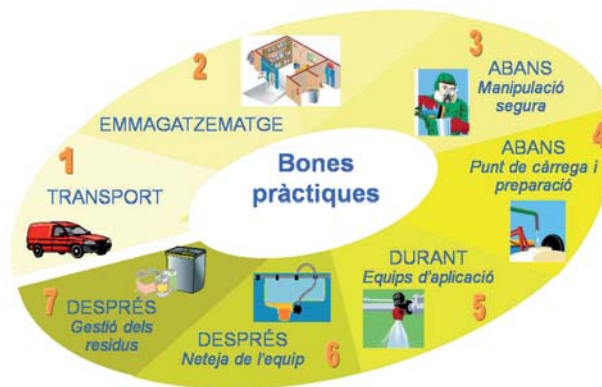 Bones
pràctiques
1
TRANSPORT
2
EMMAGATZEMATGE
3
ABANS
Manipulació
segura
4
ABANS
Punt de càrrega i
preparació
5
DURANT
Equips d'aplicació
6
DESPRÉS
Neteja de l'equip
7
DESPRÉS
Gestió dels
residus